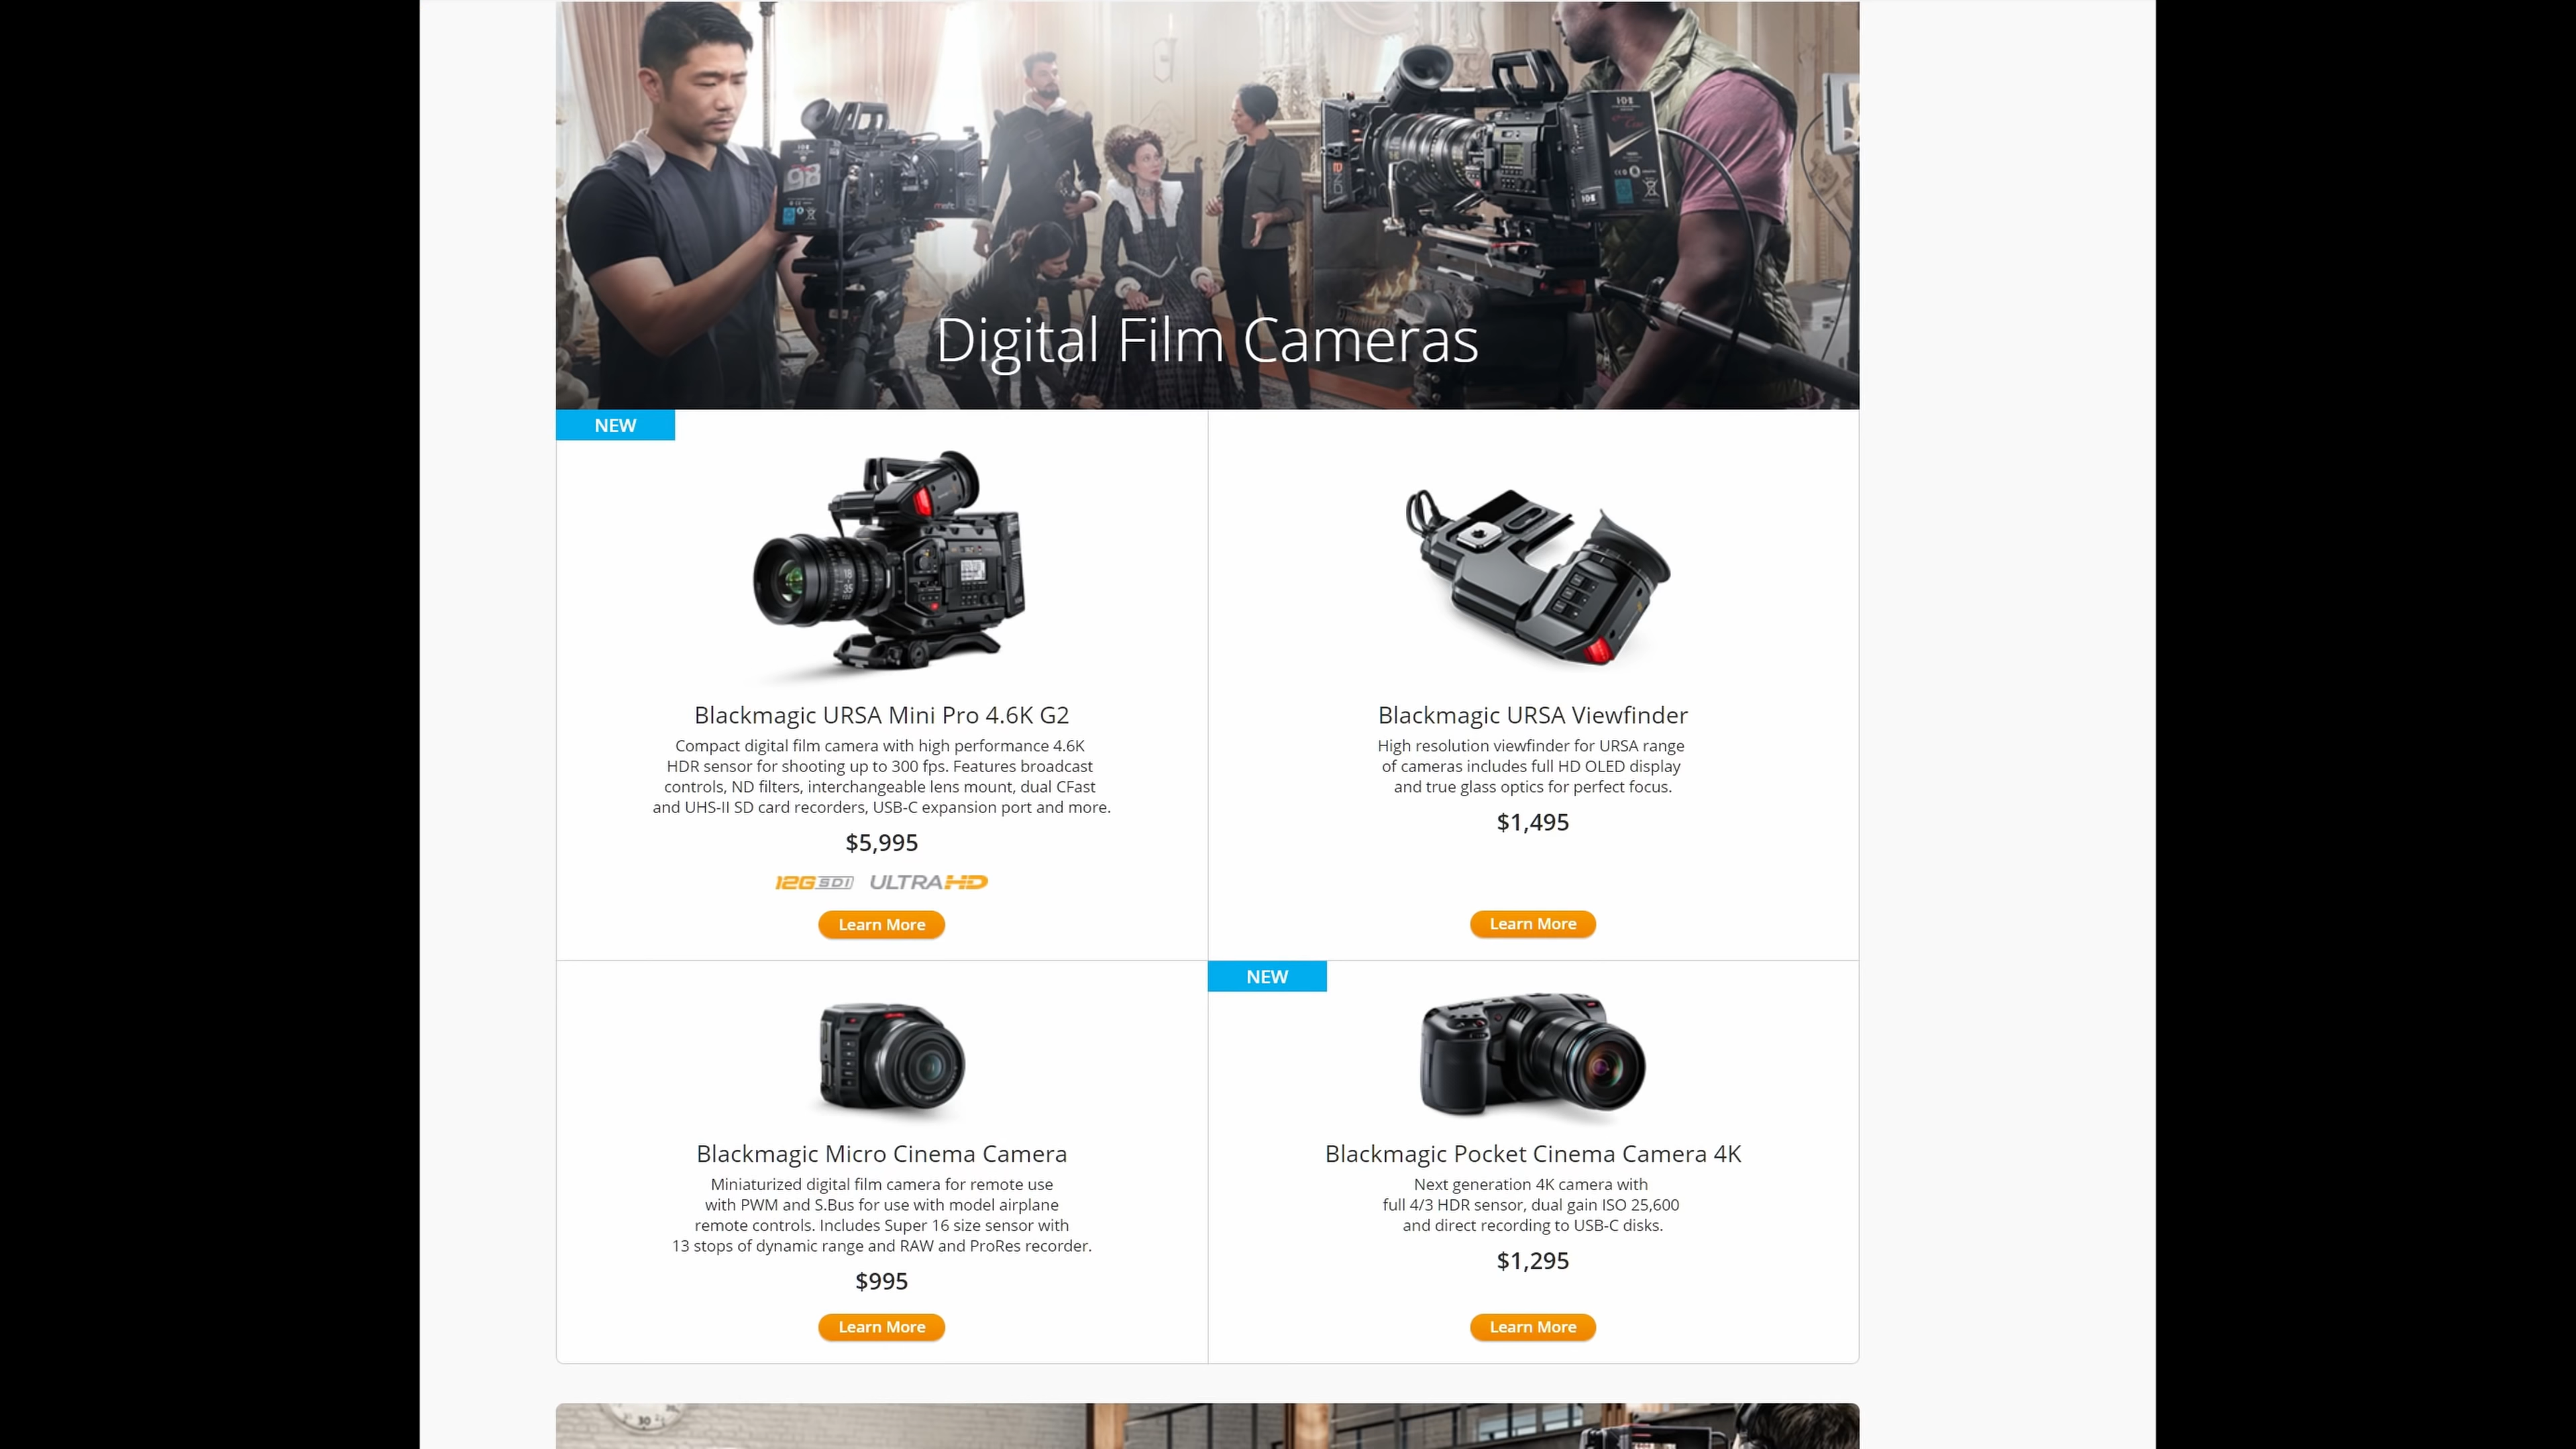 Digital Film Cameras
NEW
Blackmagic URSA Mini Pro 4.6K G2
Compact digital film camera with high performance 4.6K
HDR sensor for shooting up to 300 fps. Features broadcast
controls, ND filters, interchangeable lens mount, dual CFast
and UHS-II SD card recorders, USB-C expansion port and more.
$5,995
12G SDI ULTRA HD
Learn More
Blackmagic URSA Viewfinder
High resolution viewfinder for URSA range
of cameras includes full HD OLED display
and true glass optics for perfect focus.
$1,495
Learn More
Blackmagic Micro Cinema Camera
Miniaturized digital film camera for remote use
with PWM and S.Bus for use with model airplane
remote controls. Includes Super 16 size sensor with
13 stops of dynamic range and RAW and ProRes recorder.
$995
Learn More
NEW
Blackmagic Pocket Cinema Camera 4K
Next generation 4K camera with
full 4/3 HDR sensor, dual gain ISO 25,600
and direct recording to USB-C disks.
$1,295
Learn More